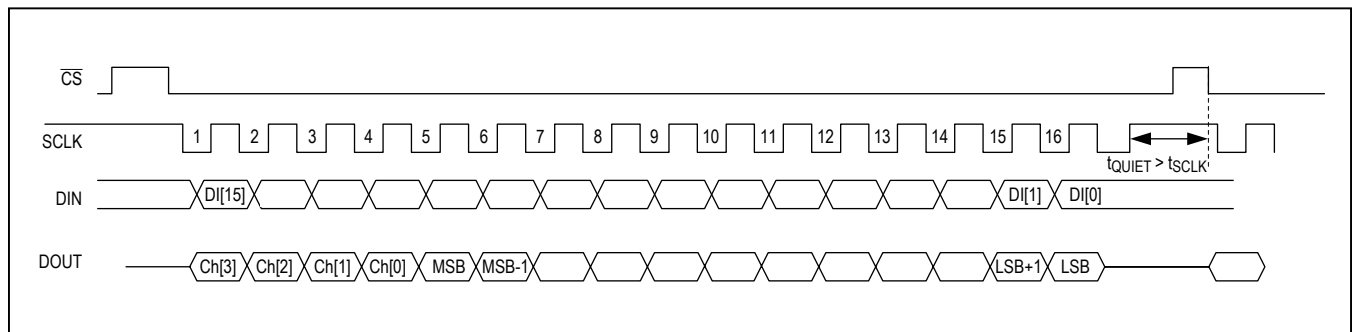 CS
SCLK 1 2 3 4 5 6 7 8 9 10 11 12 13 14 15 16
tQUIET > tSCLK
DIN DI[15] DI[1] DI[0]
DOUT Ch[3] Ch[2] Ch[1] Ch[0] MSB MSB-1 LSB+1 LSB